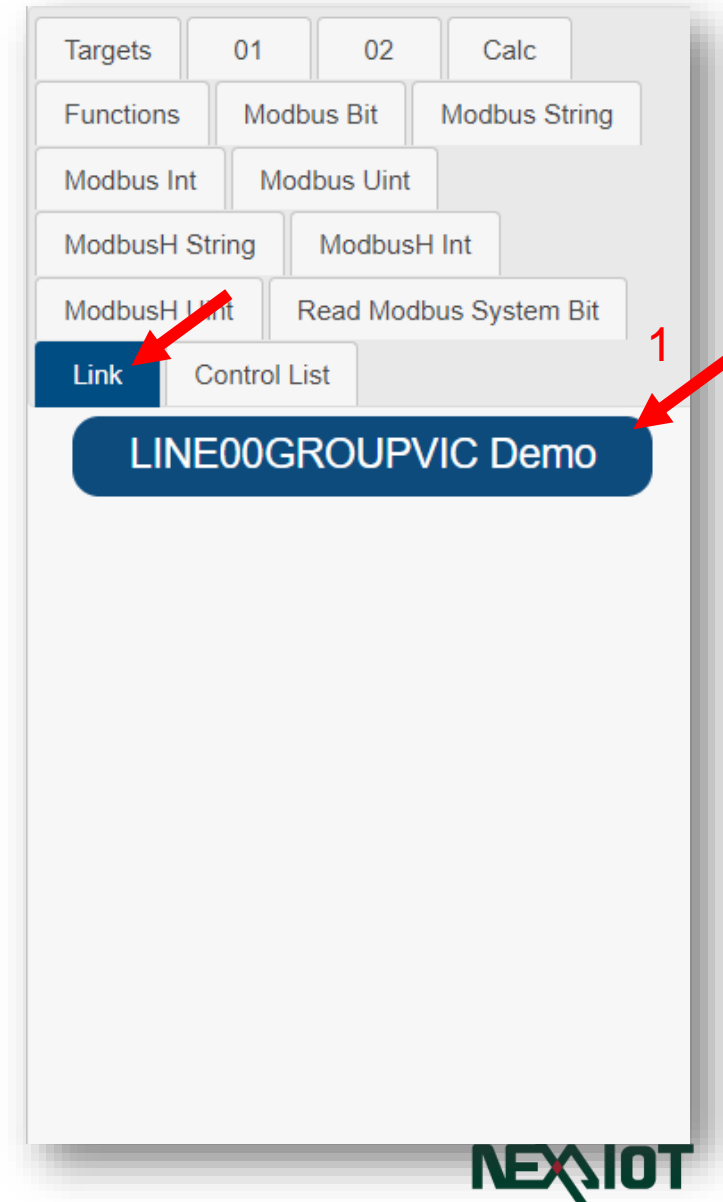 Targets 01 02 Calc
Functions Modbus Bit Modbus String
Modbus Int Modbus Uint
ModbusH String ModbusH Int
ModbusH UInt Read Modbus System Bit
1
Link Control List
LINE00GROUPVIC Demo
NEXAIOT